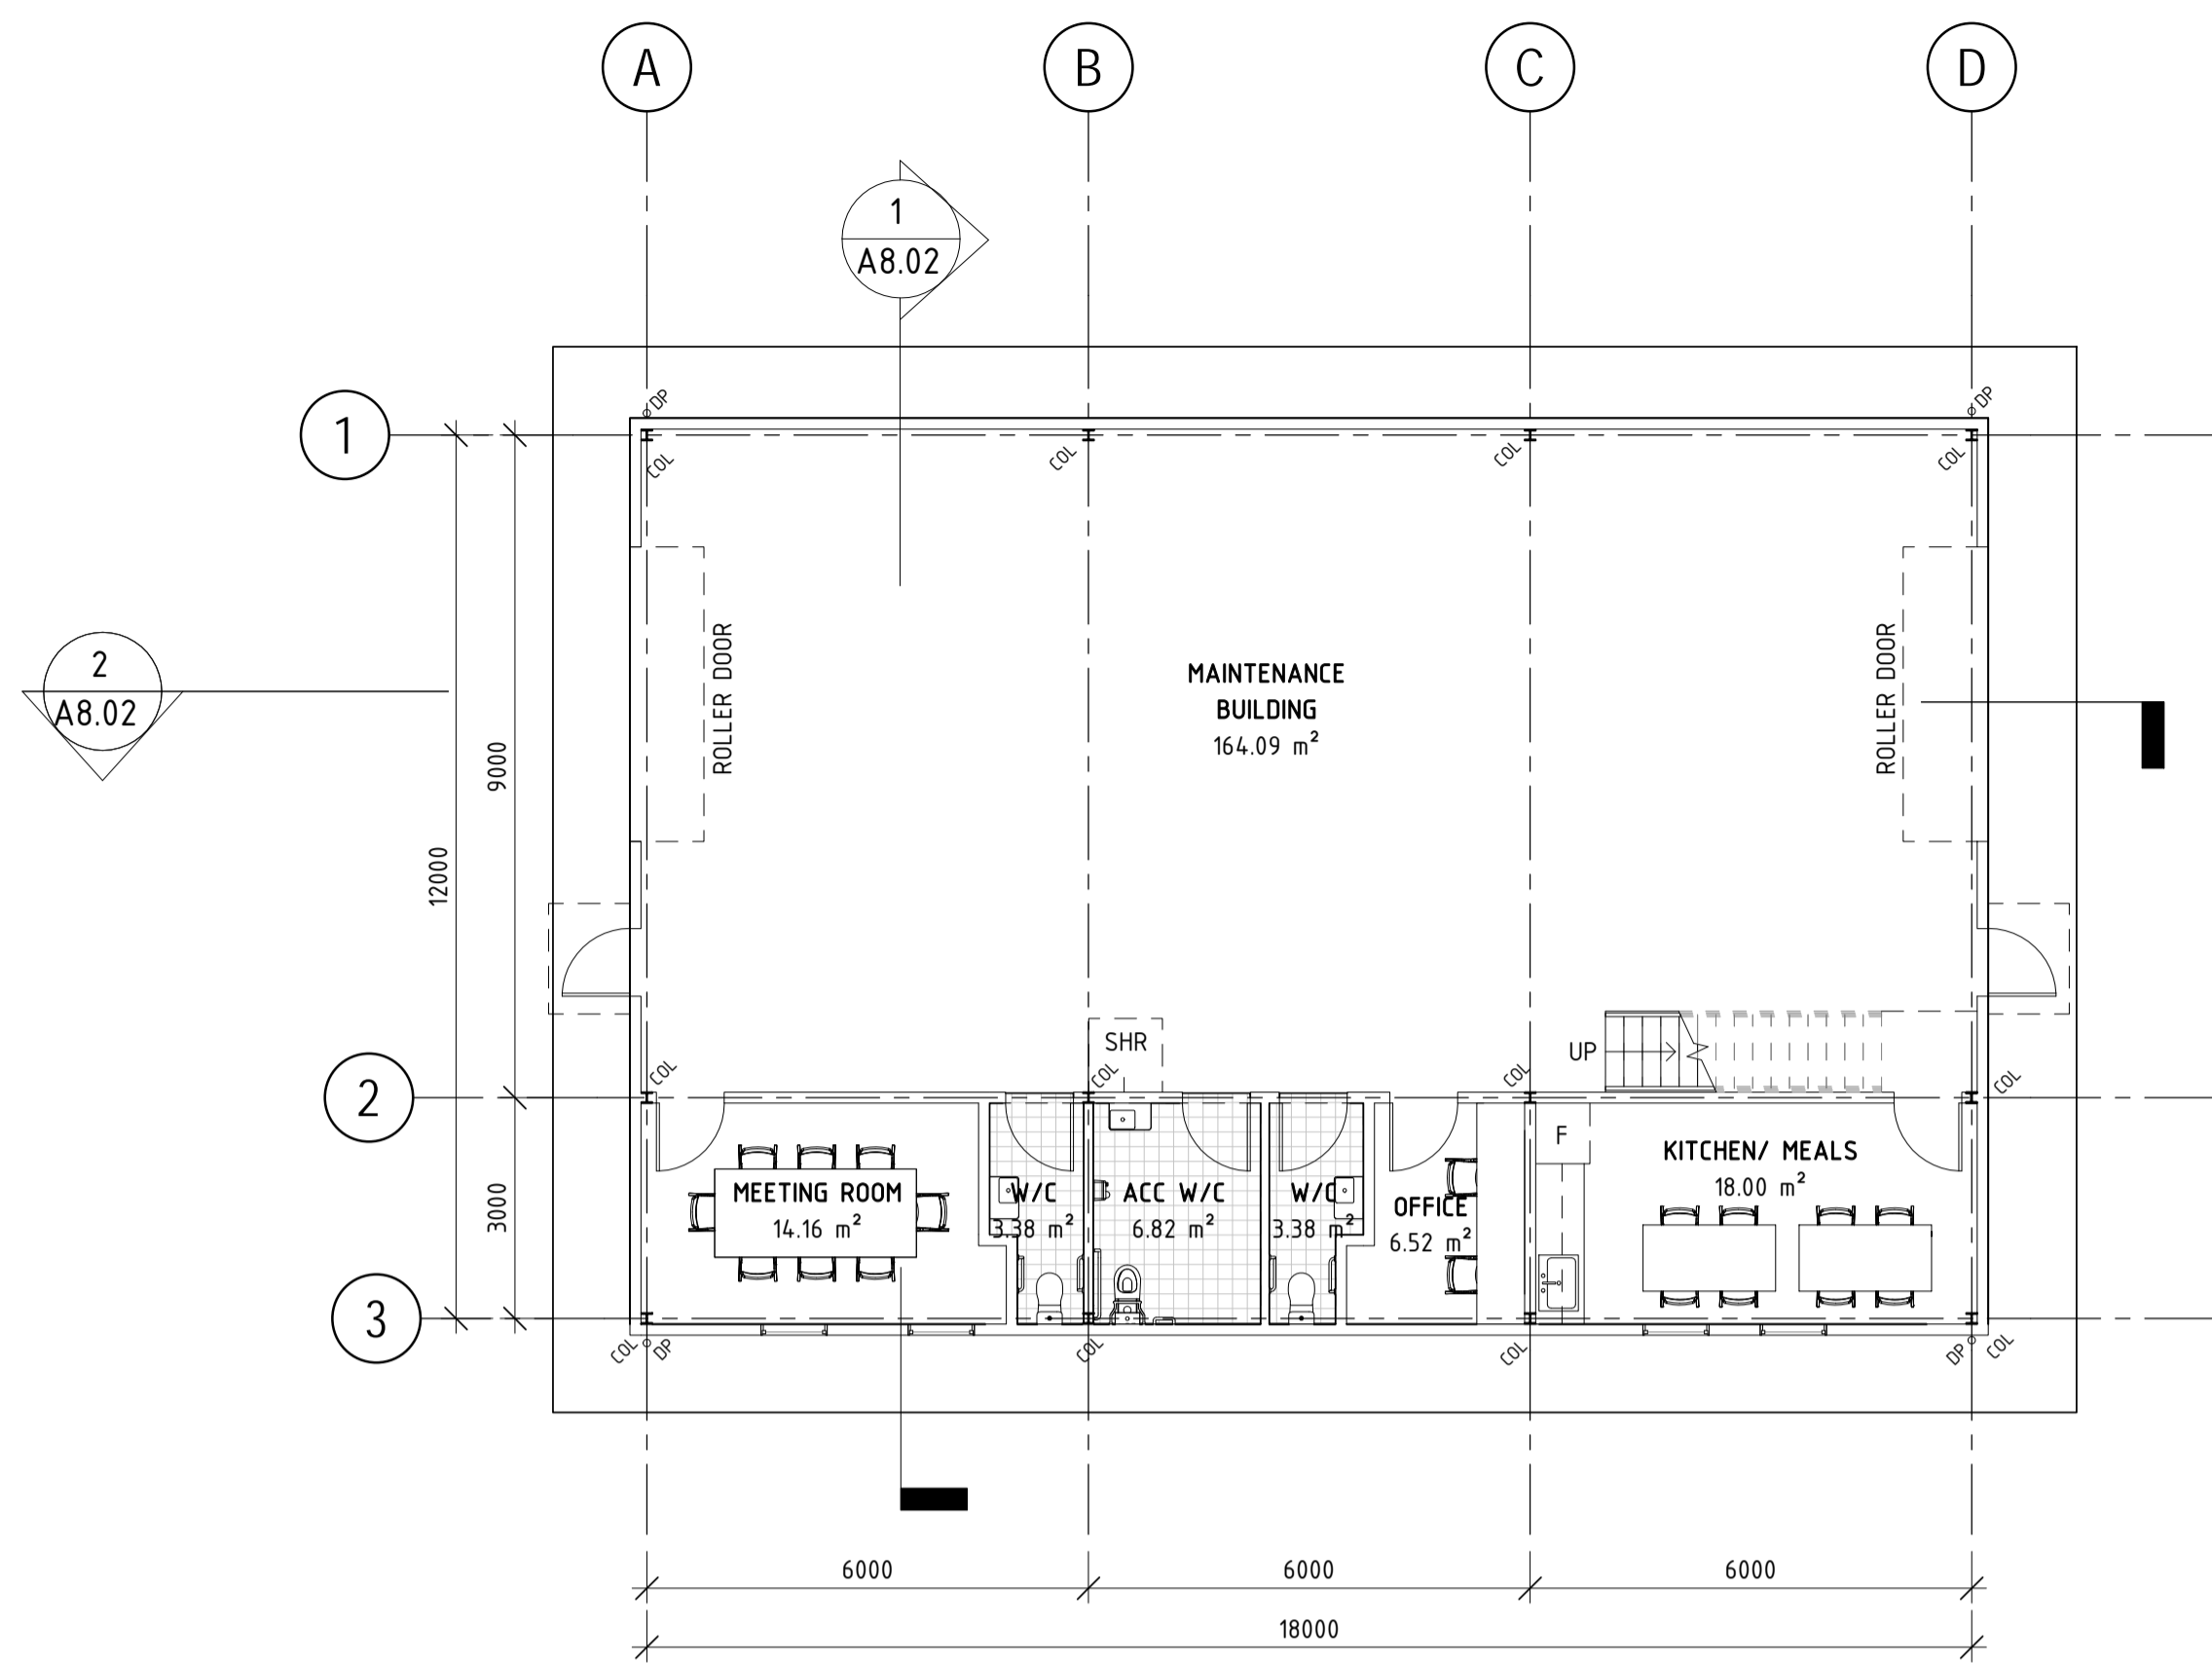 A
B
C
D
1
A8.02
DP
DP
1
COL
COL
COL
COL
2
A8.02
ROLLER DOOR
ROLLER DOOR
MAINTENANCE
BUILDING
164.09 m²
9000
12000
SHR
UP
COL
COL
COL
COL
2
F
KITCHEN/ MEALS
18.00 m²
MEETING ROOM
14.16 m²
W/C
3.38 m²
ACC W/C
6.82 m²
W/C
3.38 m²
OFFICE
6.52 m²
3000
3
COL
DP
COL
COL
DP
COL
6000
6000
6000
18000